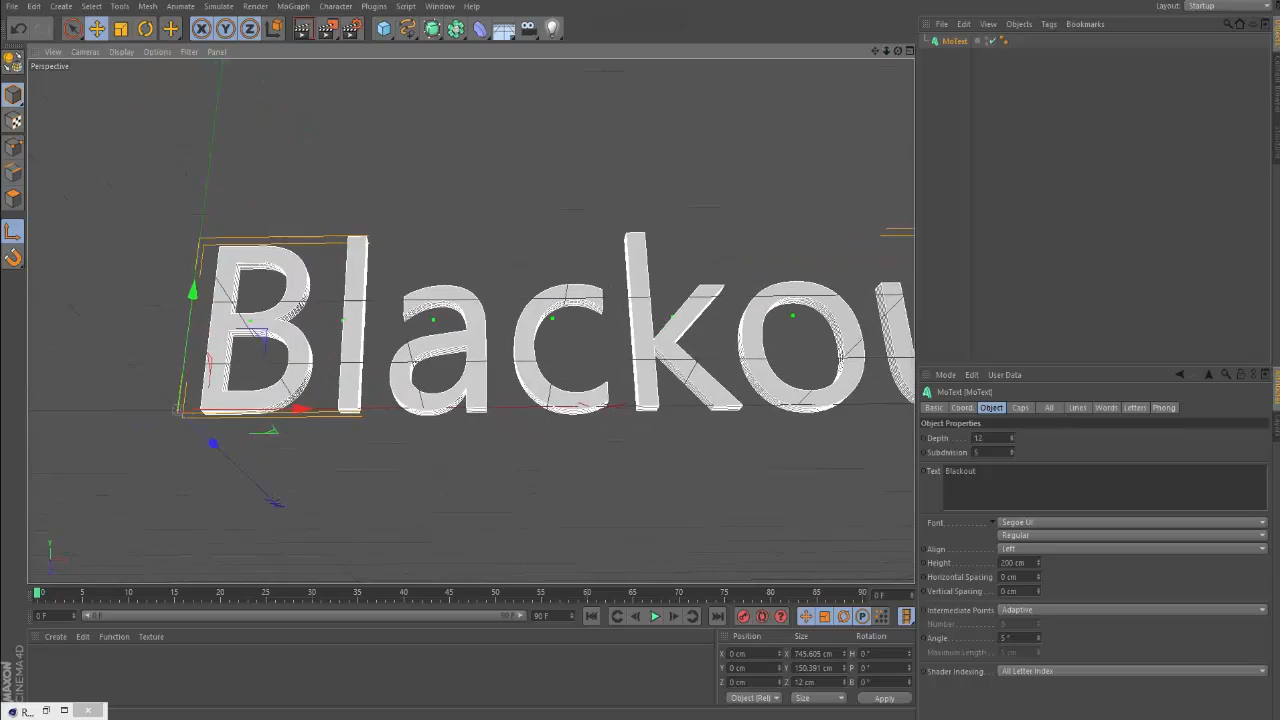 File Edit Create Select Tools Mesh Snap Animate Simulate Render MoGraph Character Plugins Script Window Help
Layout: Startup
File Edit View Objects Tags Bookmarks
View Cameras Display Options Filter Panel
Perspective
MoText
Blackou
Y
Mode Edit User Data
MoText [MoText]
Basic Coord. Object Caps All Lines Words Letters Phong
Object Properties
Depth 12
Subdivision 5
Text Blackout
Font Segoe UI
Regular
Align Left
Height 200 cm
Horizontal Spacing 0 cm
Vertical Spacing 0 cm
Intermediate Points Adaptive
Number
Angle 5 °
Maximum Length 5 cm
Shader Indexing All Letter Index
0 5 10 15 20 25 30 35 40 45 50 55 60 65 70 75 80 85 90 0 F
0 F 0 F 90 F 90 F
Create Edit Function Texture
Position Size Rotation
X 0 cm X 745.605 cm H 0 °
Y 0 cm Y 150.391 cm P 0 °
Z 0 cm Z 12 cm B 0 °
Object (Rel) Size Apply
MAXON CINEMA 4D
R...